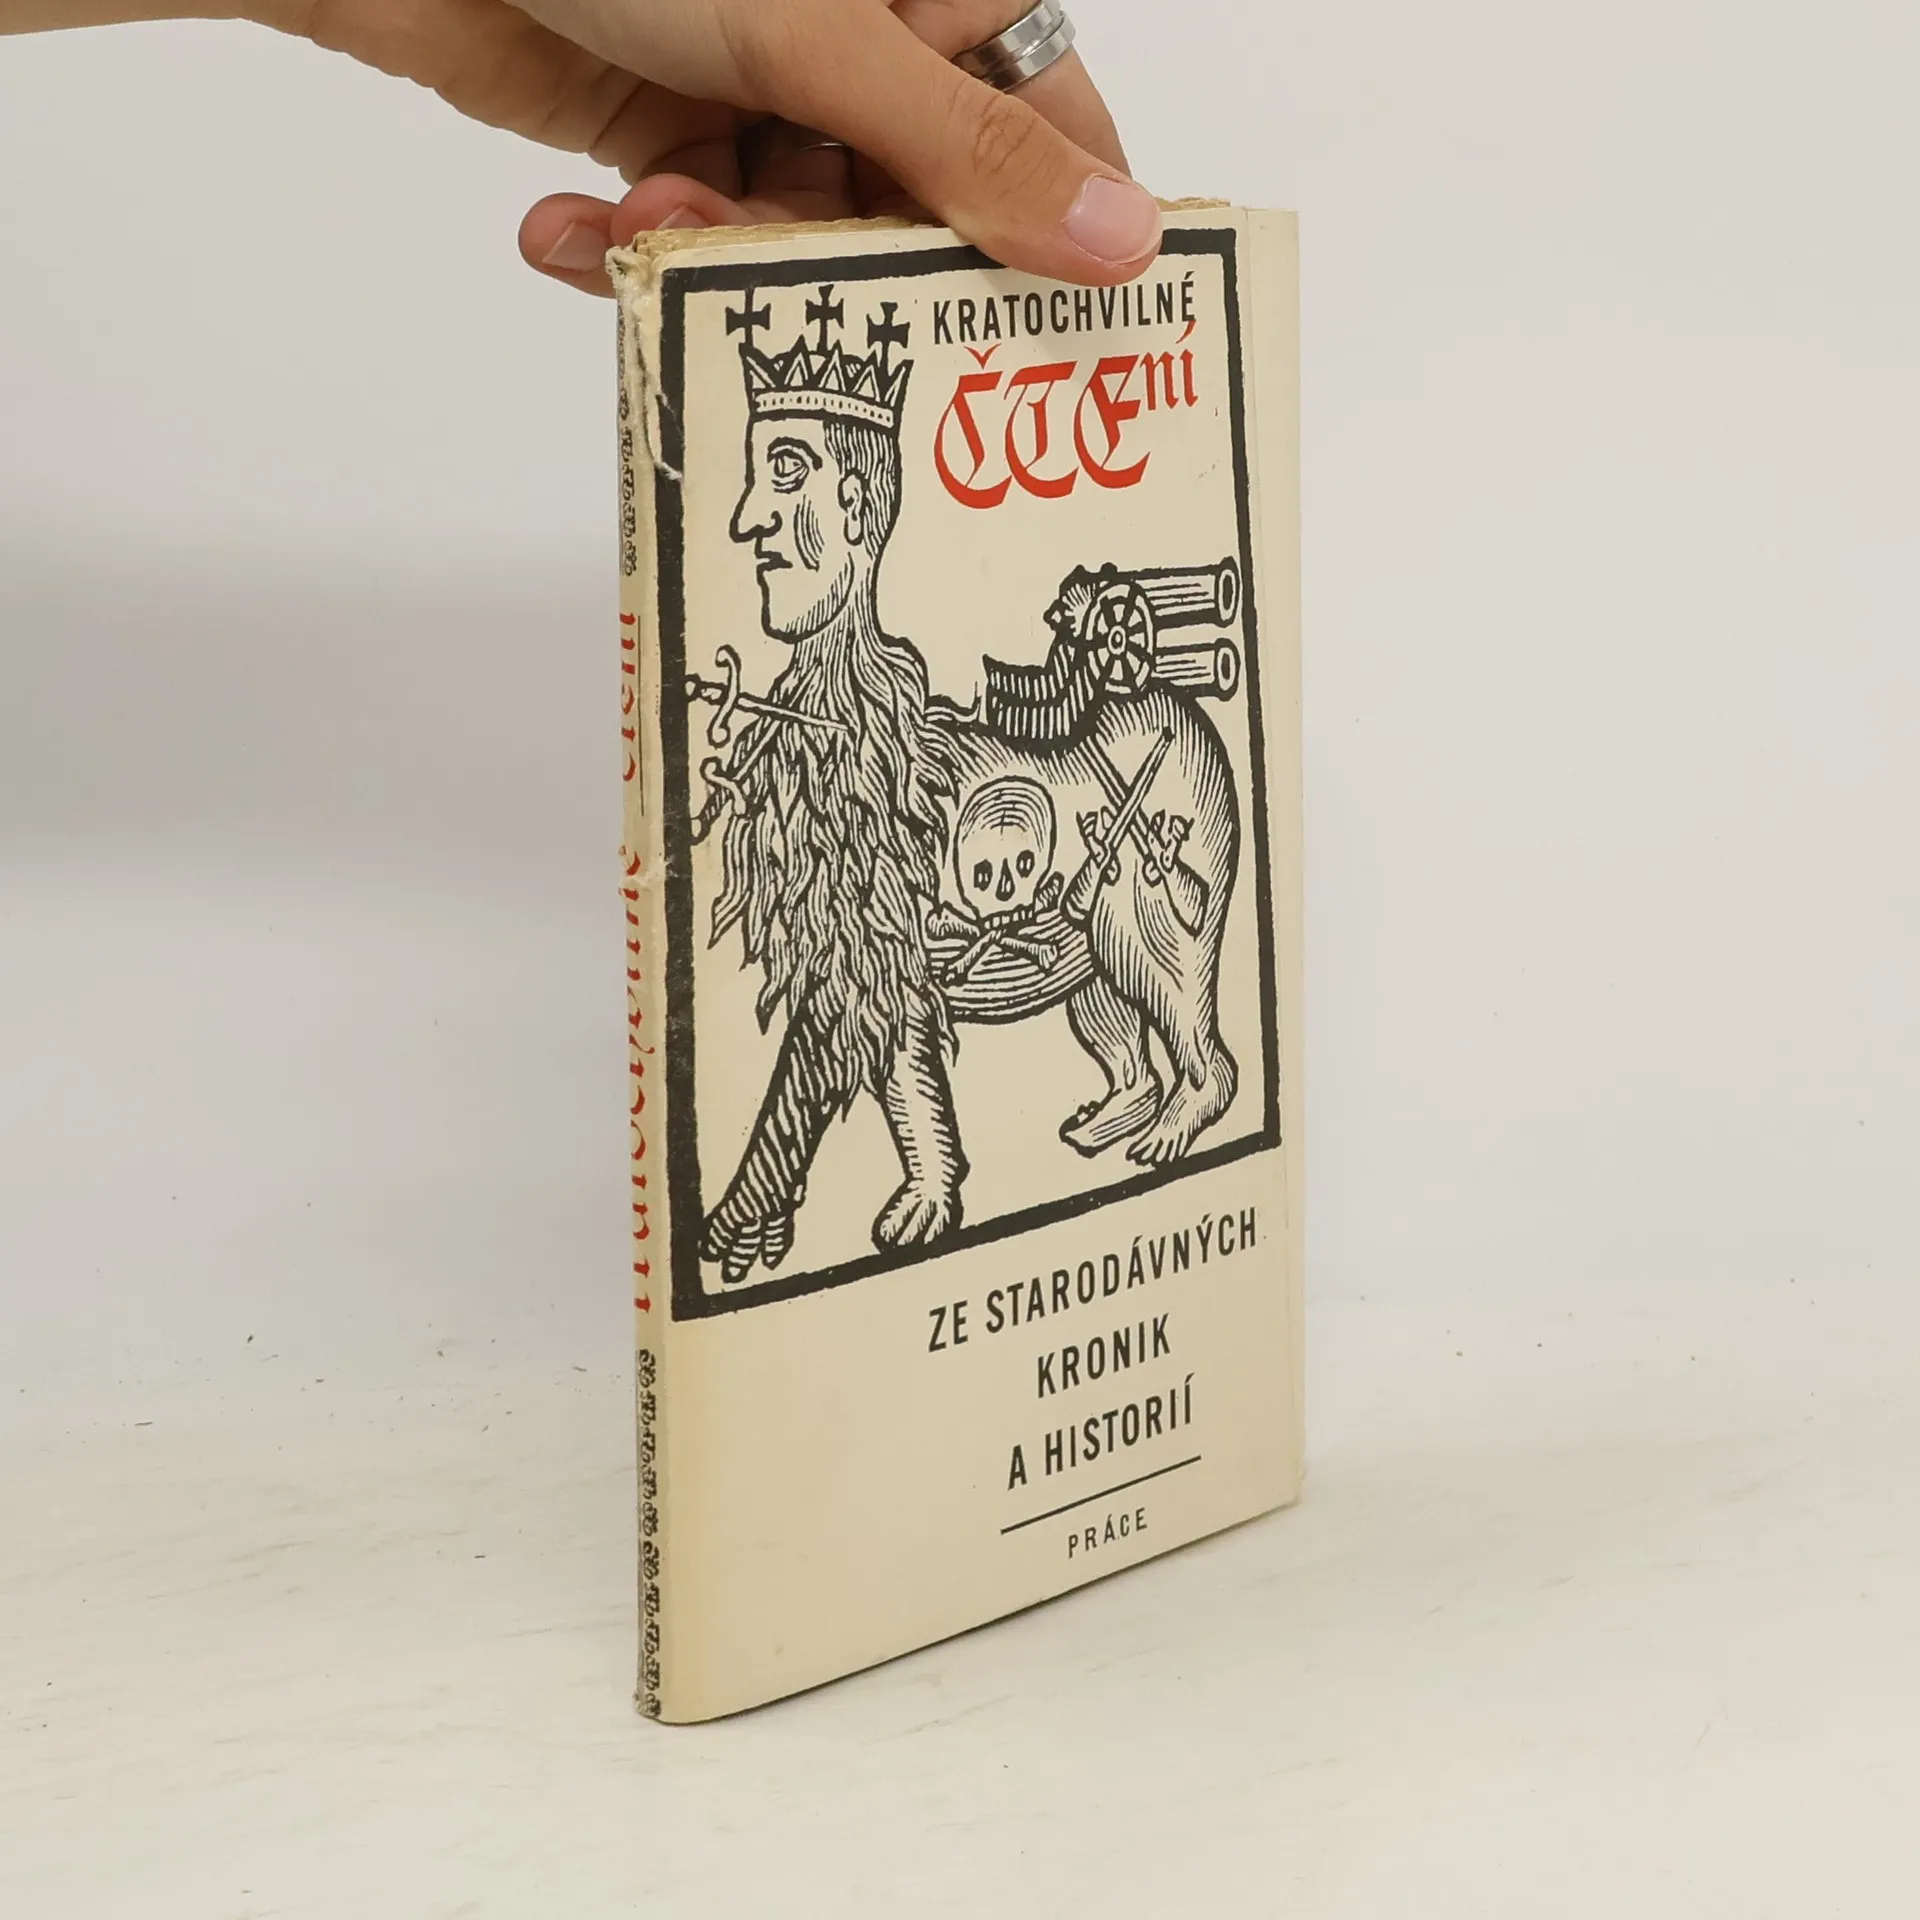 KRATOCHVILNÉ
ČTEní
ZE STARODÁVNÝCH
KRONIK
A HISTORIÍ
PRÁCE